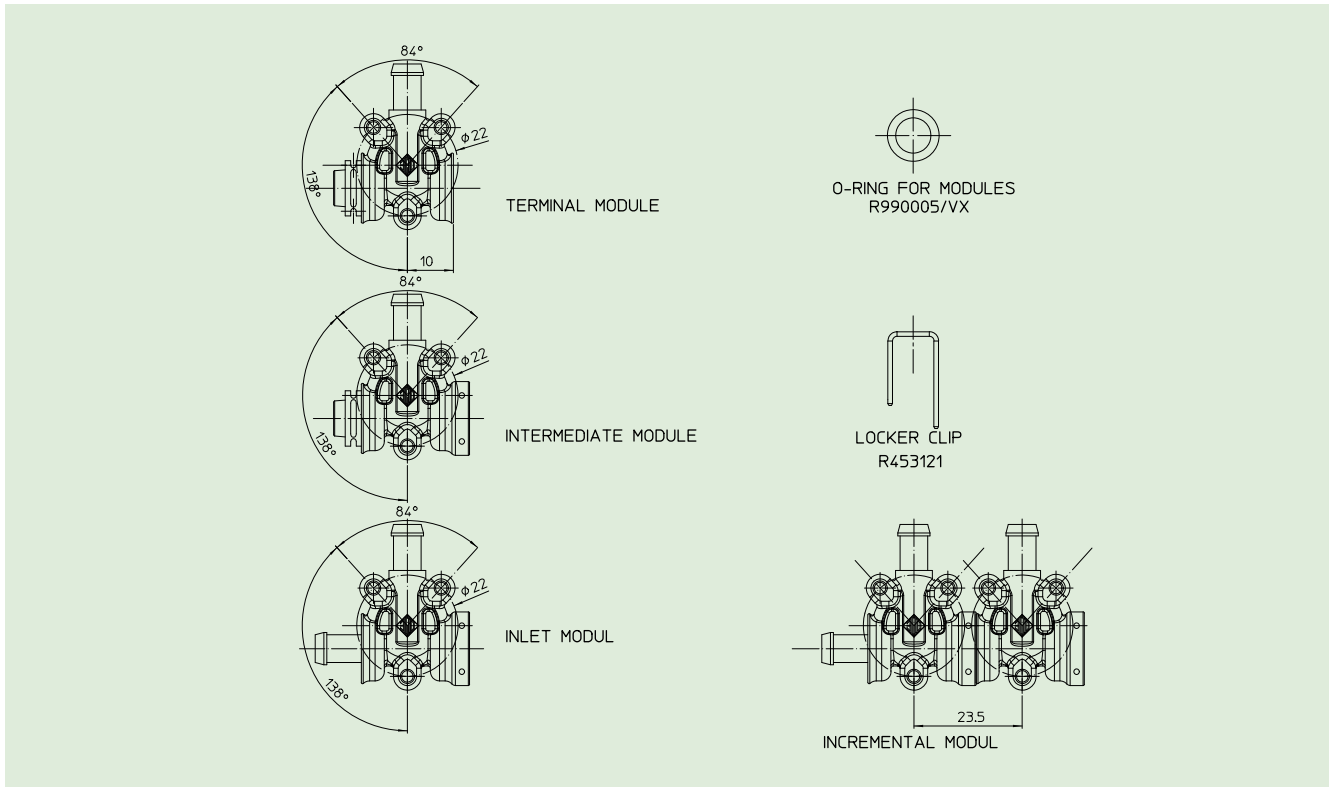 84°
138°
φ22
TERMINAL MODULE
10
84°
138°
φ22
INTERMEDIATE MODULE
84°
138°
φ22
INLET MODUL
O-RING FOR MODULES
R990005/VX
LOCKER CLIP
R453121
23.5
INCREMENTAL MODUL